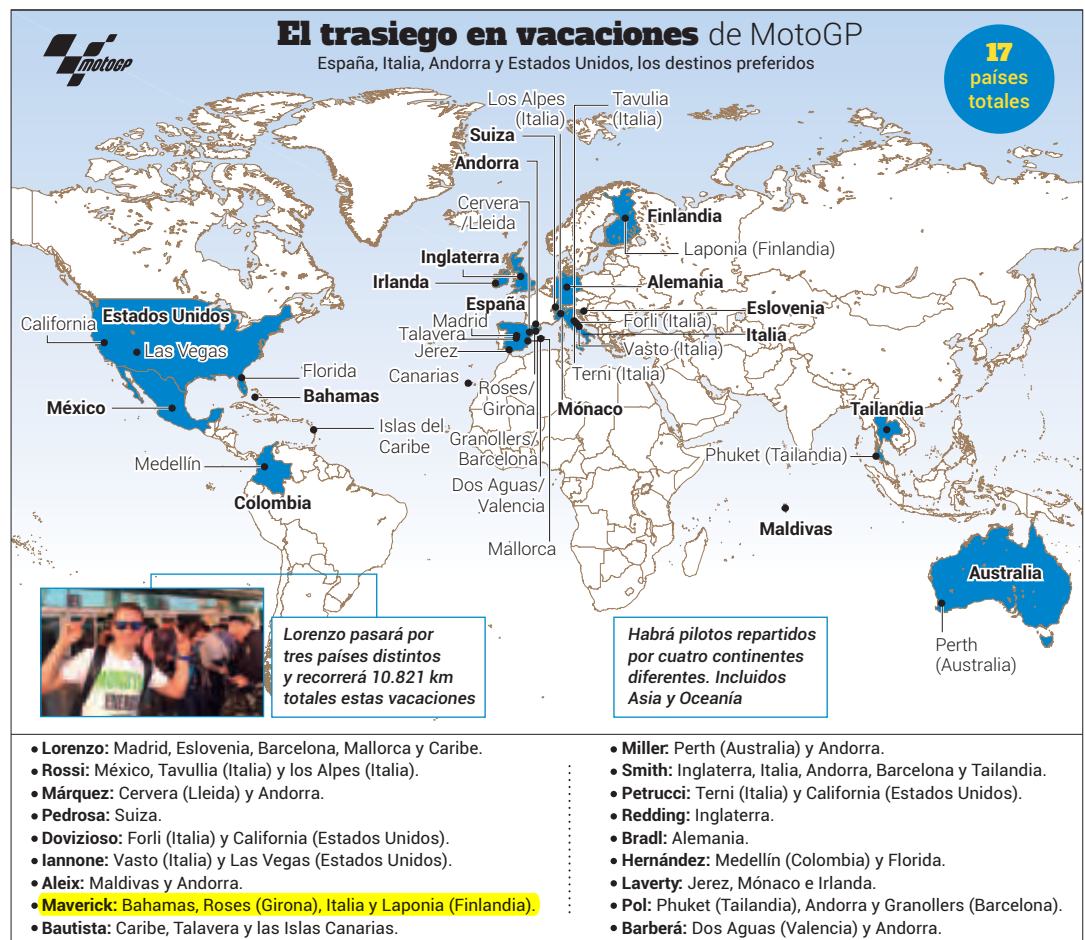 motoGP
El trasiego en vacaciones de MotoGP
España, Italia, Andorra y Estados Unidos, los destinos preferidos
17
países
totales
Los Alpes
(Italia)
Tavulia
(Italia)
Suiza
Andorra
Cervera
/Lleida
Finlandia
Laponia (Finlandia)
Inglaterra
Irlanda
Alemania
España
Eslovenia
Madrid
Forli (Italia)
Talavera
Italia
Jerez
Vasto (Italia)
Estados Unidos
California
Las Vegas
Florida
Canarias
Roses/
Girona
Terni (Italia)
Bahamas
México
Mónaco
Tailandia
Islas del
Caribe
Granollers/
Barcelona
Phuket (Tailandia)
Medellín
Dos Aguas/
Valencia
Colombia
Maldivas
Mallorca
Australia
Perth
(Australia)
Lorenzo pasará por
tres países distintos
y recorrerá 10.821 km
totales estas vacaciones
Habrá pilotos repartidos
por cuatro continentes
diferentes. Incluidos
Asia y Oceanía
• Lorenzo: Madrid, Eslovenia, Barcelona, Mallorca y Caribe.
• Rossi: México, Tavullia (Italia) y los Alpes (Italia).
• Márquez: Cervera (Lleida) y Andorra.
• Pedrosa: Suiza.
• Dovizioso: Forli (Italia) y California (Estados Unidos).
• Iannone: Vasto (Italia) y Las Vegas (Estados Unidos).
• Aleix: Maldivas y Andorra.
• Maverick: Bahamas, Roses (Girona), Italia y Laponia (Finlandia).
• Bautista: Caribe, Talavera y las Islas Canarias.
• Miller: Perth (Australia) y Andorra.
• Smith: Inglaterra, Italia, Andorra, Barcelona y Tailandia.
• Petrucci: Terni (Italia) y California (Estados Unidos).
• Redding: Inglaterra.
• Bradl: Alemania.
• Hernández: Medellín (Colombia) y Florida.
• Laverty: Jerez, Mónaco e Irlanda.
• Pol: Phuket (Tailandia), Andorra y Granollers (Barcelona).
• Barberá: Dos Aguas (Valencia) y Andorra.